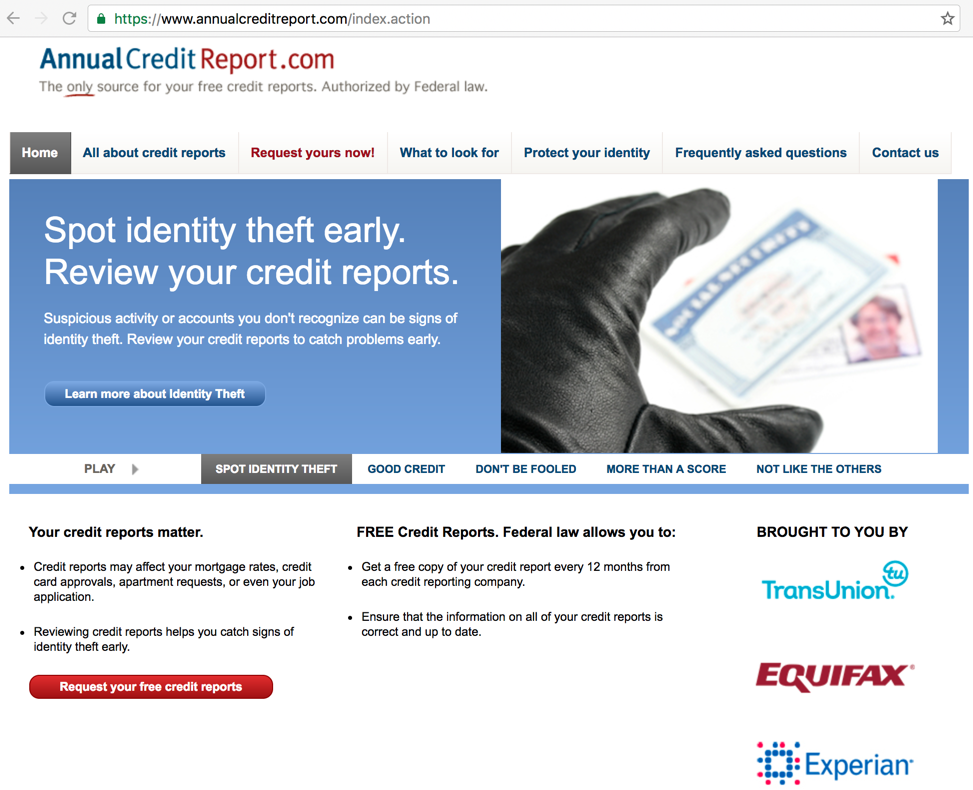 https://www.annualcreditreport.com/index.action
AnnualCreditReport.com
The only source for your free credit reports. Authorized by Federal law.
Home
All about credit reports
Request yours now!
What to look for
Protect your identity
Frequently asked questions
Contact us
Spot identity theft early.
Review your credit reports.
Suspicious activity or accounts you don't recognize can be signs of
identity theft. Review your credit reports to catch problems early.
Learn more about Identity Theft
SOCIAL SECURITY
PLAY
SPOT IDENTITY THEFT
GOOD CREDIT
DON'T BE FOOLED
MORE THAN A SCORE
NOT LIKE THE OTHERS
Your credit reports matter.
• Credit reports may affect your mortgage rates, credit
card approvals, apartment requests, or even your job
application.
• Reviewing credit reports helps you catch signs of
identity theft early.
Request your free credit reports
FREE Credit Reports. Federal law allows you to:
• Get a free copy of your credit report every 12 months from
each credit reporting company.
• Ensure that the information on all of your credit reports is
correct and up to date.
BROUGHT TO YOU BY
tu
TransUnion.
EQUIFAX®
Experian